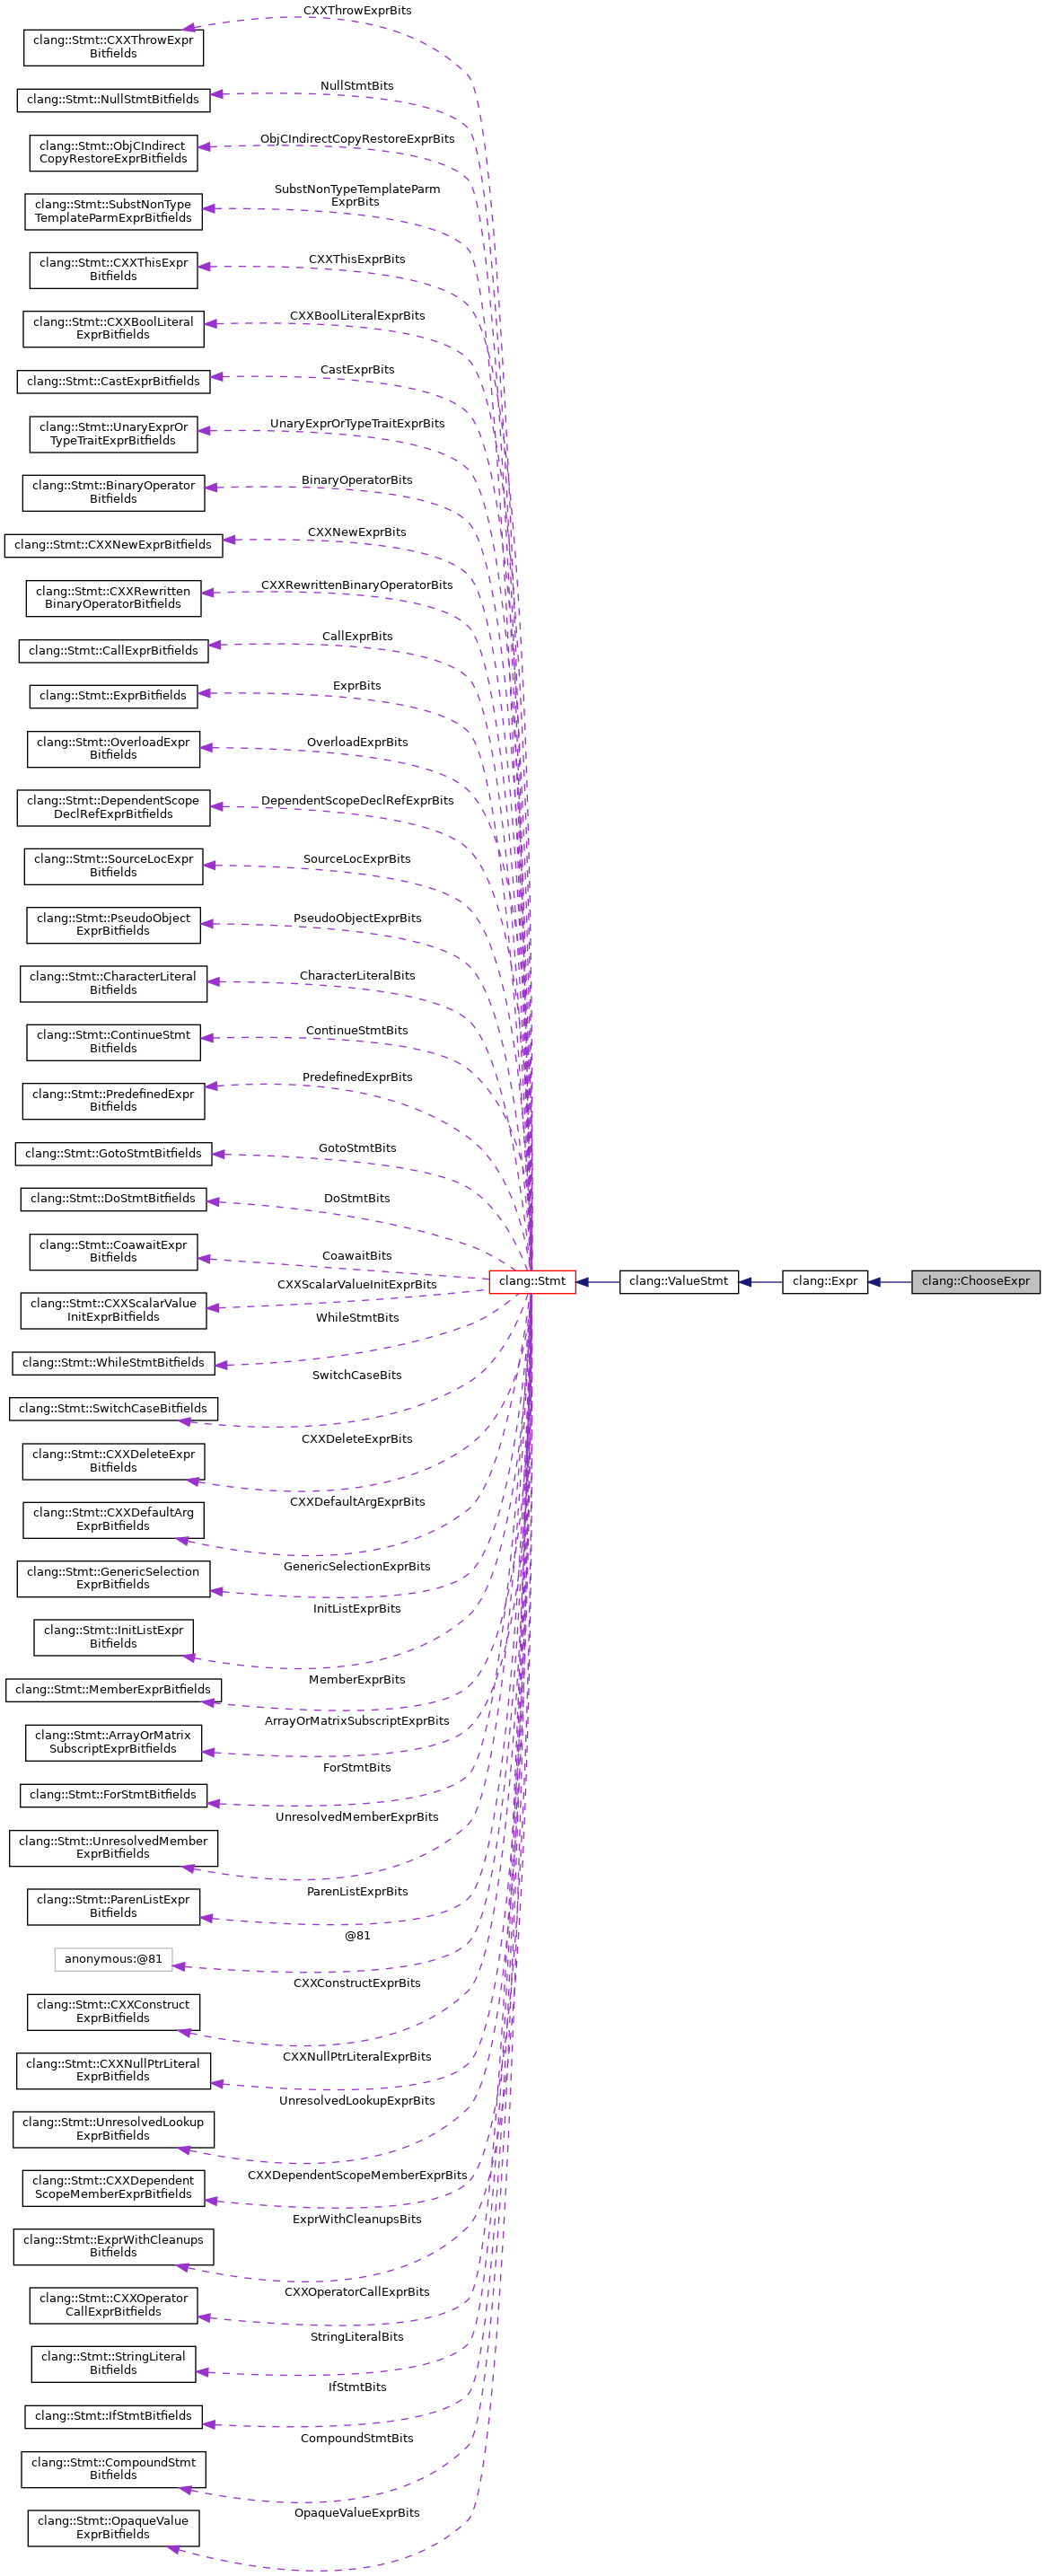 CXXThrowExprBits
clang::Stmt::CXXThrowExpr
Bitfields
NullStmtBits
clang::Stmt::NullStmtBitfields
ObjCIndirectCopyRestoreExprBits
clang::Stmt::ObjCIndirect
CopyRestoreExprBitfields
SubstNonTypeTemplateParm
ExprBits
clang::Stmt::SubstNonType
TemplateParmExprBitfields
CXXThisExprBits
clang::Stmt::CXXThisExpr
Bitfields
CXXBoolLiteralExprBits
clang::Stmt::CXXBoolLiteral
ExprBitfields
CastExprBits
clang::Stmt::CastExprBitfields
UnaryExprOrTypeTraitExprBits
clang::Stmt::UnaryExprOr
TypeTraitExprBitfields
BinaryOperatorBits
clang::Stmt::BinaryOperator
Bitfields
CXXNewExprBits
clang::Stmt::CXXNewExprBitfields
CXXRewrittenBinaryOperatorBits
clang::Stmt::CXXRewritten
BinaryOperatorBitfields
CallExprBits
clang::Stmt::CallExprBitfields
ExprBits
clang::Stmt::ExprBitfields
OverloadExprBits
clang::Stmt::OverloadExpr
Bitfields
DependentScopeDeclRefExprBits
clang::Stmt::DependentScope
DeclRefExprBitfields
SourceLocExprBits
clang::Stmt::SourceLocExpr
Bitfields
PseudoObjectExprBits
clang::Stmt::PseudoObject
ExprBitfields
CharacterLiteralBits
clang::Stmt::CharacterLiteral
Bitfields
ContinueStmtBits
clang::Stmt::ContinueStmt
Bitfields
PredefinedExprBits
clang::Stmt::PredefinedExpr
Bitfields
GotoStmtBits
clang::Stmt::GotoStmtBitfields
DoStmtBits
clang::Stmt::DoStmtBitfields
CoawaitBits
clang::Stmt::CoawaitExpr
Bitfields
clang::Stmt
clang::ValueStmt
clang::Expr
clang::ChooseExpr
CXXScalarValueInitExprBits
clang::Stmt::CXXScalarValue
InitExprBitfields
WhileStmtBits
clang::Stmt::WhileStmtBitfields
SwitchCaseBits
clang::Stmt::SwitchCaseBitfields
CXXDeleteExprBits
clang::Stmt::CXXDeleteExpr
Bitfields
CXXDefaultArgExprBits
clang::Stmt::CXXDefaultArg
ExprBitfields
GenericSelectionExprBits
clang::Stmt::GenericSelection
ExprBitfields
InitListExprBits
clang::Stmt::InitListExpr
Bitfields
MemberExprBits
clang::Stmt::MemberExprBitfields
ArrayOrMatrixSubscriptExprBits
clang::Stmt::ArrayOrMatrix
SubscriptExprBitfields
ForStmtBits
clang::Stmt::ForStmtBitfields
UnresolvedMemberExprBits
clang::Stmt::UnresolvedMember
ExprBitfields
ParenListExprBits
clang::Stmt::ParenListExpr
Bitfields
@81
anonymous:@81
CXXConstructExprBits
clang::Stmt::CXXConstruct
ExprBitfields
CXXNullPtrLiteralExprBits
clang::Stmt::CXXNullPtrLiteral
ExprBitfields
UnresolvedLookupExprBits
clang::Stmt::UnresolvedLookup
ExprBitfields
CXXDependentScopeMemberExprBits
clang::Stmt::CXXDependent
ScopeMemberExprBitfields
ExprWithCleanupsBits
clang::Stmt::ExprWithCleanups
Bitfields
CXXOperatorCallExprBits
clang::Stmt::CXXOperator
CallExprBitfields
StringLiteralBits
clang::Stmt::StringLiteral
Bitfields
IfStmtBits
clang::Stmt::IfStmtBitfields
CompoundStmtBits
clang::Stmt::CompoundStmt
Bitfields
OpaqueValueExprBits
clang::Stmt::OpaqueValue
ExprBitfields